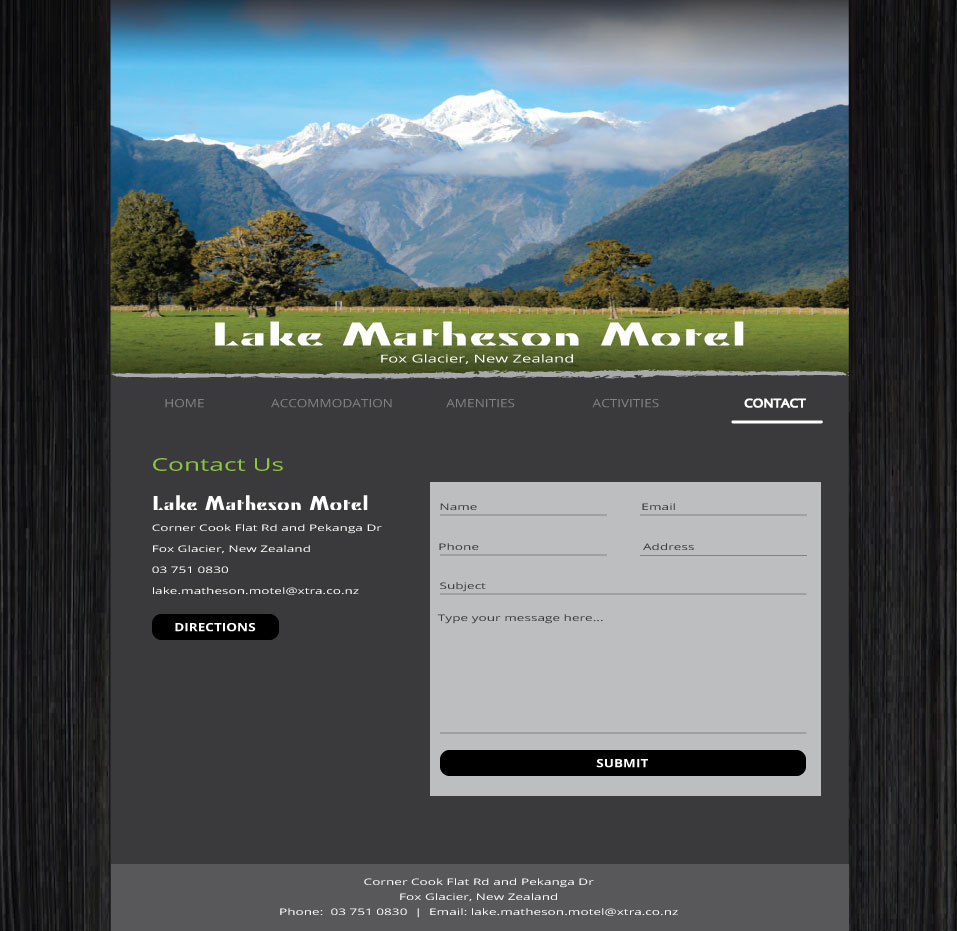 Lake Matheson Motel
Fox Glacier, New Zealand
HOME ACCOMMODATION AMENITIES ACTIVITIES CONTACT
Contact Us
Lake Matheson Motel
Corner Cook Flat Rd and Pekanga Dr
Fox Glacier, New Zealand
03 751 0830
lake.matheson.motel@xtra.co.nz
DIRECTIONS
Name Email
Phone Address
Subject
Type your message here...
SUBMIT
Corner Cook Flat Rd and Pekanga Dr
Fox Glacier, New Zealand
Phone: 03 751 0830 | Email: lake.matheson.motel@xtra.co.nz